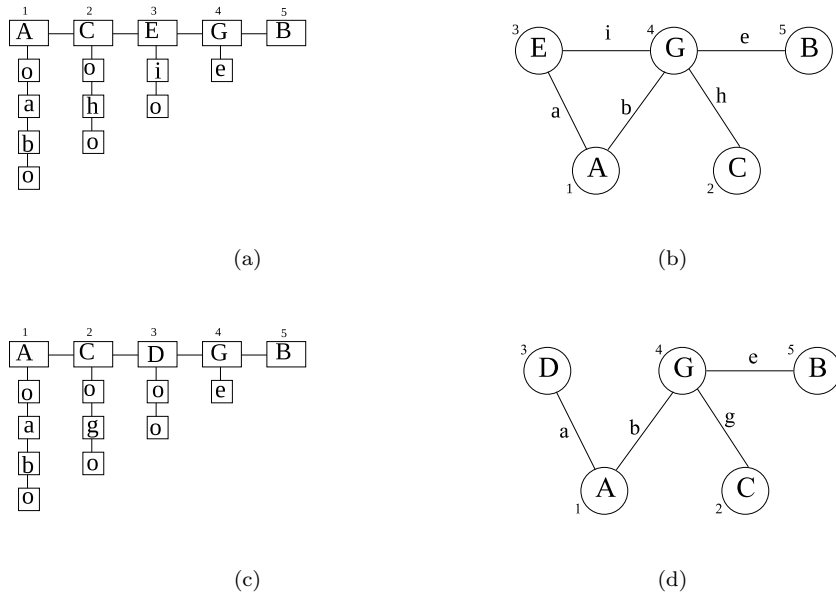 1 2 3 4 5
A C E G B
o o i e
a h o
b o
o
i e
3 E 4 G 5 B
a b h
1 A 2 C
(a) (b)
1 2 3 4 5
A C D G B
o o o e
a g o
b o
o
e
3 D 4 G 5 B
a b g
1 A 2 C
(c) (d)